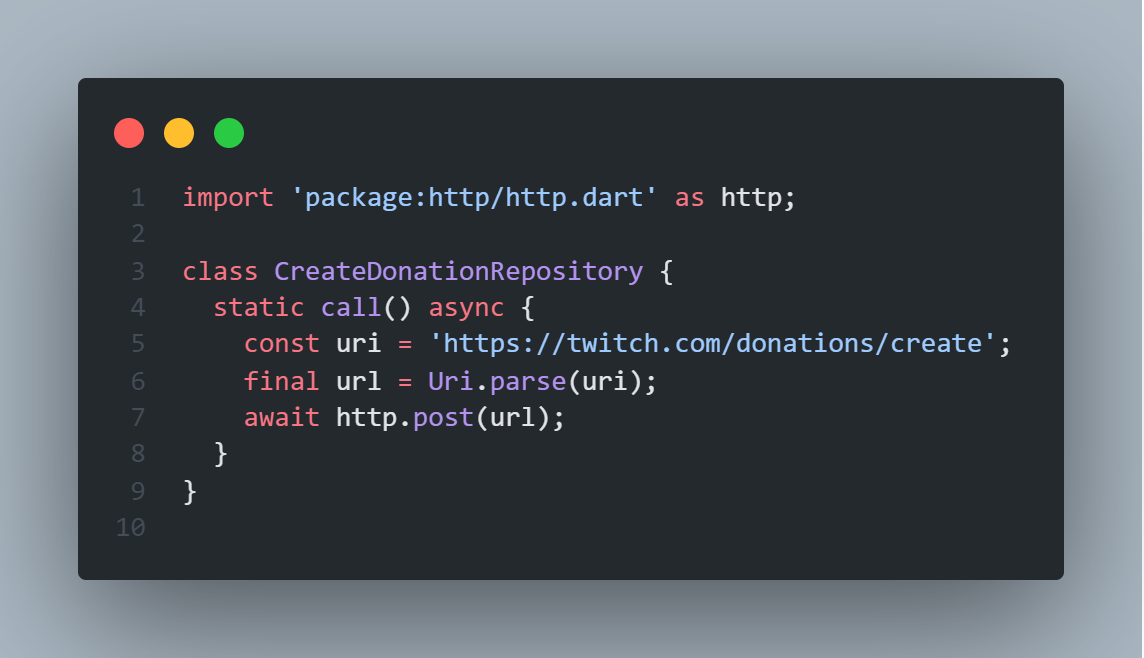 1 import 'package:http/http.dart' as http;
2
3 class CreateDonationRepository {
4   static call() async {
5     const uri = 'https://twitch.com/donations/create';
6     final url = Uri.parse(uri);
7     await http.post(url);
8   }
9 }
10